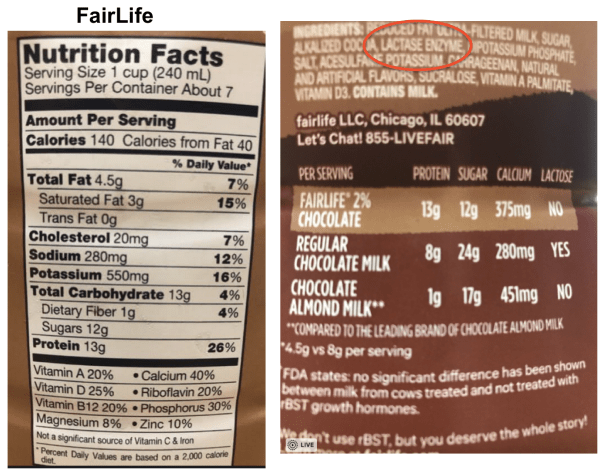 FairLife
Nutrition Facts
Serving Size 1 cup (240 mL)
Servings Per Container About 7
Amount Per Serving
Calories 140 Calories from Fat 40
% Daily Value*
Total Fat 4.5g 7%
Saturated Fat 3g 15%
Trans Fat 0g
Cholesterol 20mg 7%
Sodium 280mg 12%
Potassium 550mg 16%
Total Carbohydrate 13g 4%
Dietary Fiber 1g 4%
Sugars 12g
Protein 13g 26%
Vitamin A 20% • Calcium 40%
Vitamin D 25% • Riboflavin 20%
Vitamin B12 20% • Phosphorus 30%
Magnesium 8% • Zinc 10%
Not a significant source of Vitamin C & Iron
*Percent Daily Values are based on a 2,000 calorie
diet.
INGREDIENTS: REDUCED FAT ULTRA-FILTERED MILK, SUGAR,
ALKALIZED COCOA, LACTASE ENZYME, DIPOTASSIUM PHOSPHATE,
SALT, ACESULFAME POTASSIUM, CARRAGEENAN, NATURAL
AND ARTIFICIAL FLAVORS, SUCRALOSE, VITAMIN A PALMITATE,
VITAMIN D3. CONTAINS MILK.
fairlife LLC, Chicago, IL 60607
Let's Chat! 855-LIVEFAIR
PER SERVING PROTEIN SUGAR CALCIUM LACTOSE
FAIRLIFE® 2%
CHOCOLATE 13g 12g 375mg NO
REGULAR
CHOCOLATE MILK 8g 24g 280mg YES
CHOCOLATE
ALMOND MILK** 1g 17g 451mg NO
**COMPARED TO THE LEADING BRAND OF CHOCOLATE ALMOND MILK
*4.5g vs 8g per serving
FDA states: no significant difference has been shown
between milk from cows treated and not treated with
rBST growth hormones.
We don't use rBST, but you deserve the whole story!
LIVE